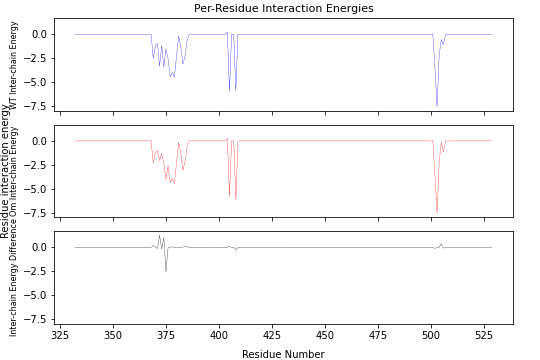 Per-Residue Interaction Energies
WT Inter-chain Energy
0.0
−2.5
−5.0
−7.5
Residue interaction energy
Om Inter-chain Energy
0.0
−2.5
−5.0
−7.5
Inter-chain Energy Difference
0.0
−2.5
−5.0
−7.5
325 350 375 400 425 450 475 500 525
Residue Number